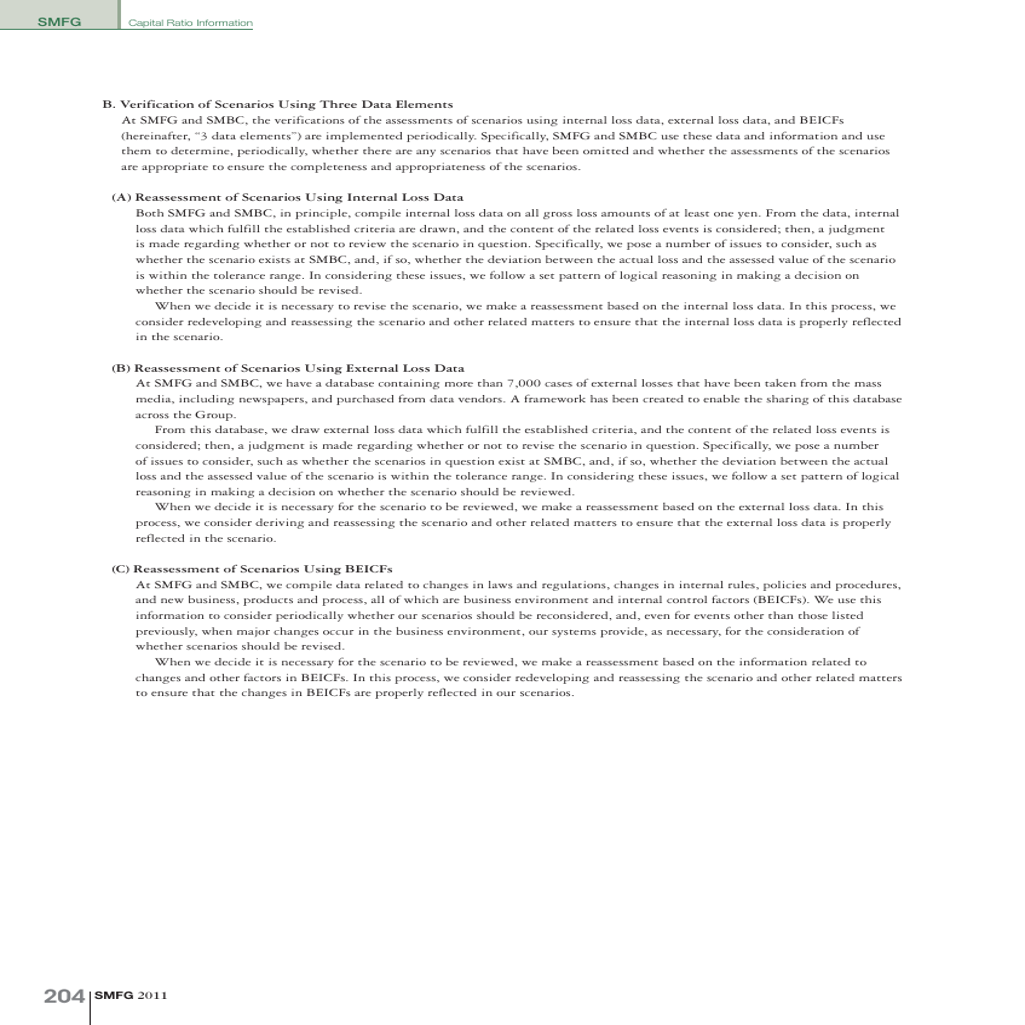 SMFG
Capital Ratio Information
B. Verification of Scenarios Using Three Data Elements
At SMFG and SMBC, the verifications of the assessments of scenarios using internal loss data, external loss data, and BEICFs
(hereinafter, “3 data elements”) are implemented periodically. Specifically, SMFG and SMBC use these data and information and use
them to determine, periodically, whether there are any scenarios that have been omitted and whether the assessments of the scenarios
are appropriate to ensure the completeness and appropriateness of the scenarios.
(A) Reassessment of Scenarios Using Internal Loss Data
Both SMFG and SMBC, in principle, compile internal loss data on all gross loss amounts of at least one yen. From the data, internal
loss data which fulfill the established criteria are drawn, and the content of the related loss events is considered; then, a judgment
is made regarding whether or not to review the scenario in question. Specifically, we pose a number of issues to consider, such as
whether the scenario exists at SMBC, and, if so, whether the deviation between the actual loss and the assessed value of the scenario
is within the tolerance range. In considering these issues, we follow a set pattern of logical reasoning in making a decision on
whether the scenario should be revised.
When we decide it is necessary to revise the scenario, we make a reassessment based on the internal loss data. In this process, we
consider redeveloping and reassessing the scenario and other related matters to ensure that the internal loss data is properly reflected
in the scenario.
(B) Reassessment of Scenarios Using External Loss Data
At SMFG and SMBC, we have a database containing more than 7,000 cases of external losses that have been taken from the mass
media, including newspapers, and purchased from data vendors. A framework has been created to enable the sharing of this database
across the Group.
From this database, we draw external loss data which fulfill the established criteria, and the content of the related loss events is
considered; then, a judgment is made regarding whether or not to revise the scenario in question. Specifically, we pose a number
of issues to consider, such as whether the scenarios in question exist at SMBC, and, if so, whether the deviation between the actual
loss and the assessed value of the scenario is within the tolerance range. In considering these issues, we follow a set pattern of logical
reasoning in making a decision on whether the scenario should be reviewed.
When we decide it is necessary for the scenario to be reviewed, we make a reassessment based on the external loss data. In this
process, we consider deriving and reassessing the scenario and other related matters to ensure that the external loss data is properly
reflected in the scenario.
(C) Reassessment of Scenarios Using BEICFs
At SMFG and SMBC, we compile data related to changes in laws and regulations, changes in internal rules, policies and procedures,
and new business, products and process, all of which are business environment and internal control factors (BEICFs). We use this
information to consider periodically whether our scenarios should be reconsidered, and, even for events other than those listed
previously, when major changes occur in the business environment, our systems provide, as necessary, for the consideration of
whether scenarios should be revised.
When we decide it is necessary for the scenario to be reviewed, we make a reassessment based on the information related to
changes and other factors in BEICFs. In this process, we consider redeveloping and reassessing the scenario and other related matters
to ensure that the changes in BEICFs are properly reflected in our scenarios.
204 SMFG 2011